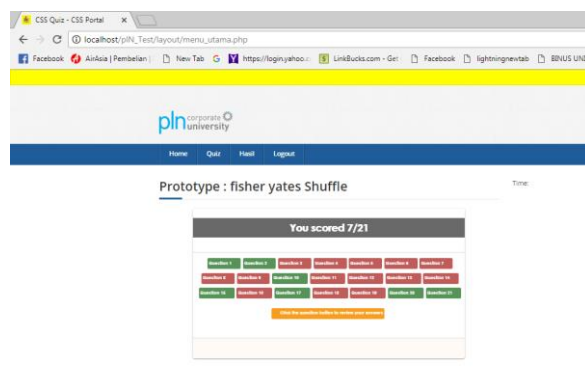 CSS Quiz - CSS Portal
localhost/plN_Test/layout/menu_utama.php
Facebook AirAsia | Pembelian | New Tab https://login.yahoo.c LinkBucks.com - Get Facebook lightningnewtab BINUS UNI
pln corporate university
Home Quiz Hasil Logout
Prototype : fisher yates Shuffle
Time:
You scored 7/21
Question 1 Question 2 Question 3 Question 4 Question 5 Question 6 Question 7
Question 8 Question 9 Question 10 Question 11 Question 12 Question 13 Question 14
Question 15 Question 16 Question 17 Question 18 Question 19 Question 20 Question 21
Click the question button to review your answers